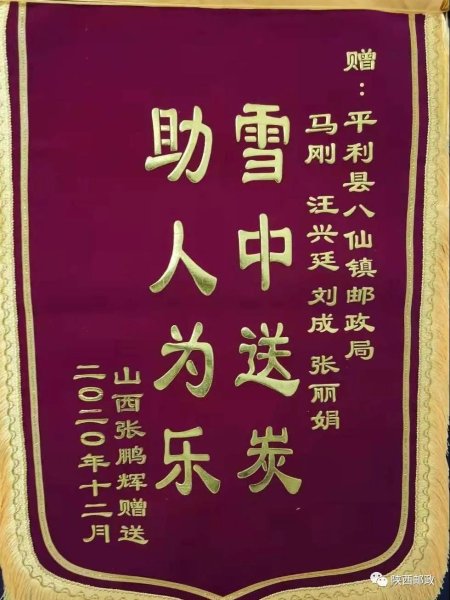 赠：平利县八仙镇邮政局
马刚 汪兴廷 刘成 张丽娟
雪中送炭
助人为乐
山西张鹏辉赠送
二〇二〇年十二月
陕西邮政